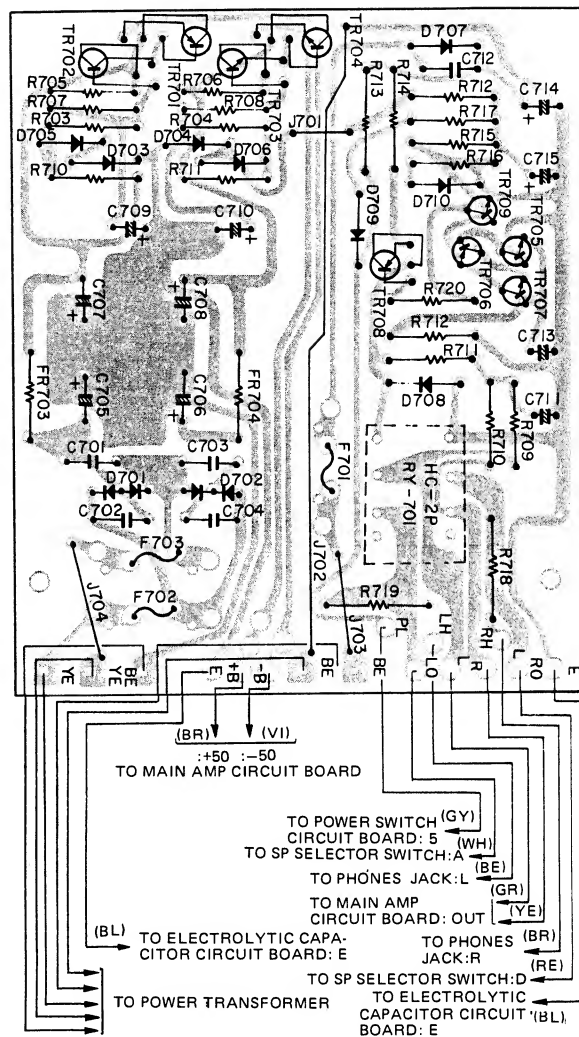 TR702
TR701
TR703
TR704
D707
C712
R705
R706
R713
R714
R712
C714
R707
R708
R717
R703
R704
J701
R715
D705
D703
D704
D706
R716
C715
R710
R711
D710
TR709
C709
C710
D709
TR705
TR706
TR707
TR708
C707
C708
R720
R712
C713
R711
FR703
C705
C706
FR704
D708
C711
C701
C703
F701
R710
R709
D701
D702
HC-2P
RY-701
C702
C704
F703
J702
R718
J704
F702
R719
J703
PL
LH
RH
YE
YE
BE
E
+B
-B
BE
BE
LO
L
R
L
RO
E
(BR)
(VI)
:+50 :-50
TO MAIN AMP CIRCUIT BOARD
TO POWER SWITCH (GY)
CIRCUIT BOARD: 5
(WH)
TO SP SELECTOR SWITCH:A
(BE)
TO PHONES JACK:L
(GR)
TO MAIN AMP
CIRCUIT BOARD: OUT (YE)
(BL)
(BR)
TO ELECTROLYTIC CAPA-
CITOR CIRCUIT BOARD: E
TO PHONES
JACK:R
(RE)
TO SP SELECTOR SWITCH:D
TO POWER TRANSFORMER
TO ELECTROLYTIC
CAPACITOR CIRCUIT (BL)
BOARD: E